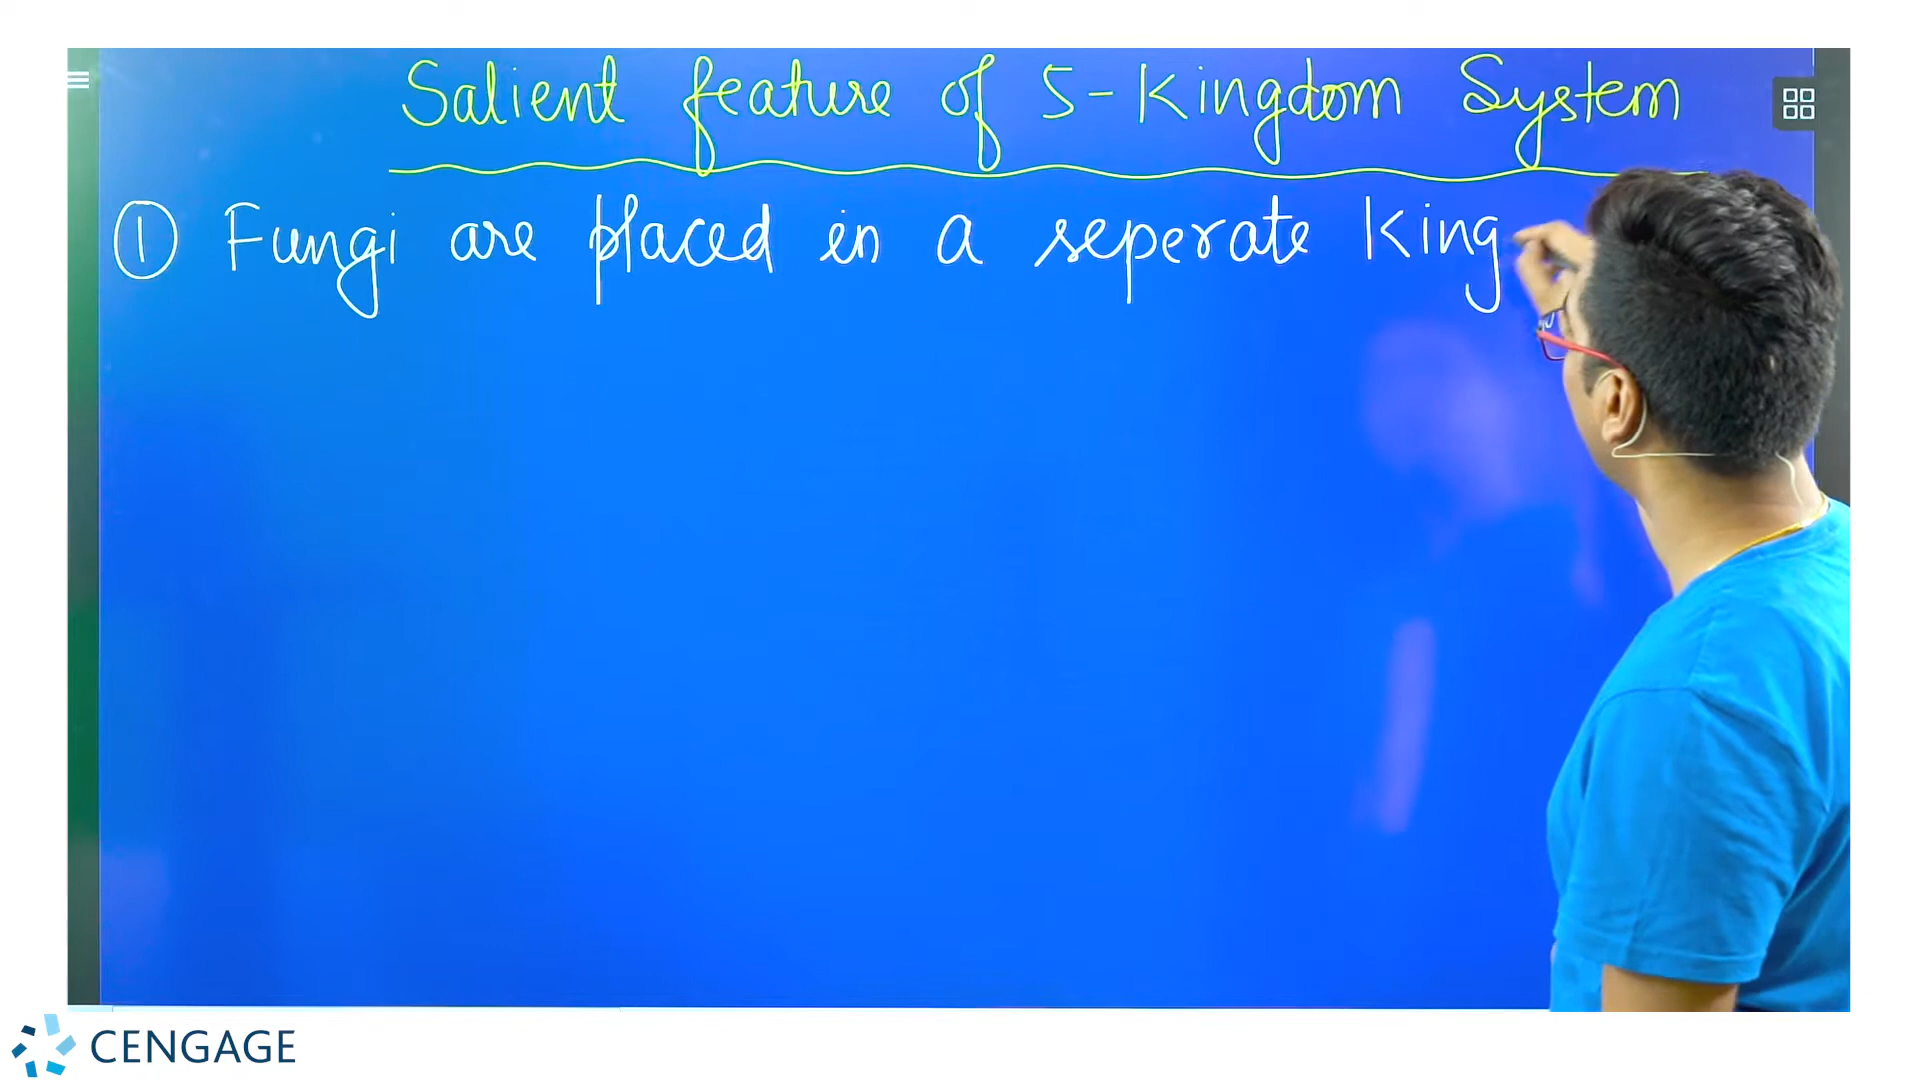 Salient feature of 5-Kingdom System
① Fungi are placed in a seperate King
CENGAGE